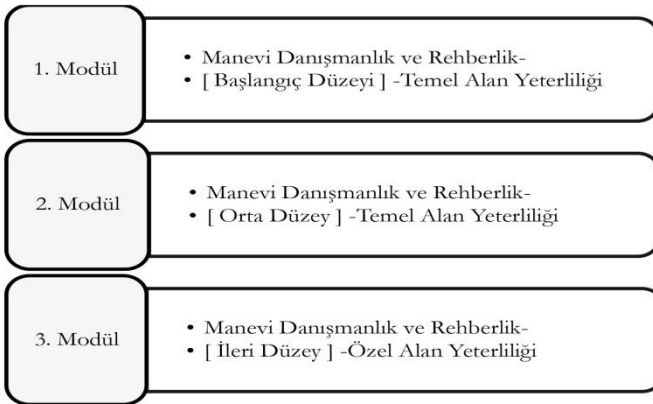 1. Modül
• Manevi Danışmanlık ve Rehberlik-
• [ Başlangıç Düzeyi ] -Temel Alan Yeterliliği
2. Modül
• Manevi Danışmanlık ve Rehberlik-
• [ Orta Düzey ] -Temel Alan Yeterliliği
3. Modül
• Manevi Danışmanlık ve Rehberlik-
• [ İleri Düzey ] -Özel Alan Yeterliliği